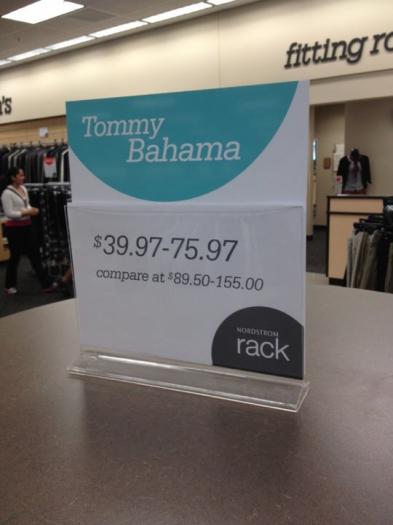 fitting
Tommy
Bahama
$39.97-75.97
compare at $89.50-155.00
NORDSTROM
rack